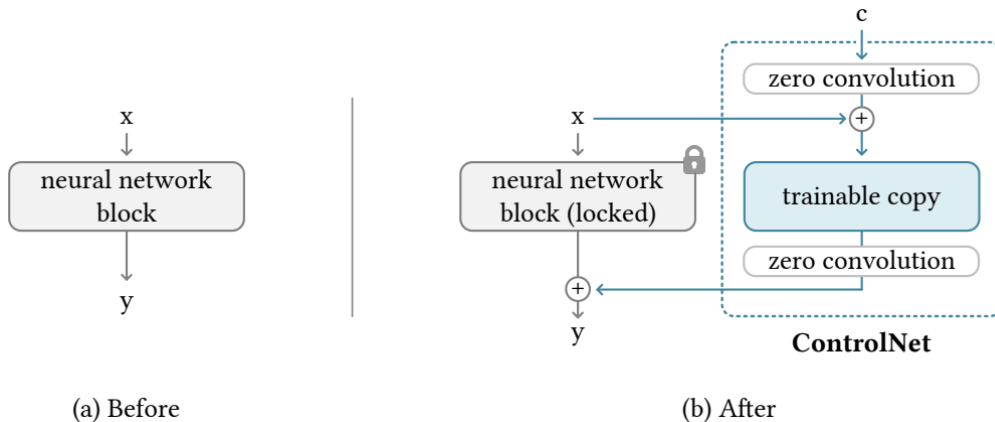 x
neural network
block
y
(a) Before
c
zero convolution
x
+
neural network
block (locked)
trainable copy
zero convolution
+
y
ControlNet
(b) After